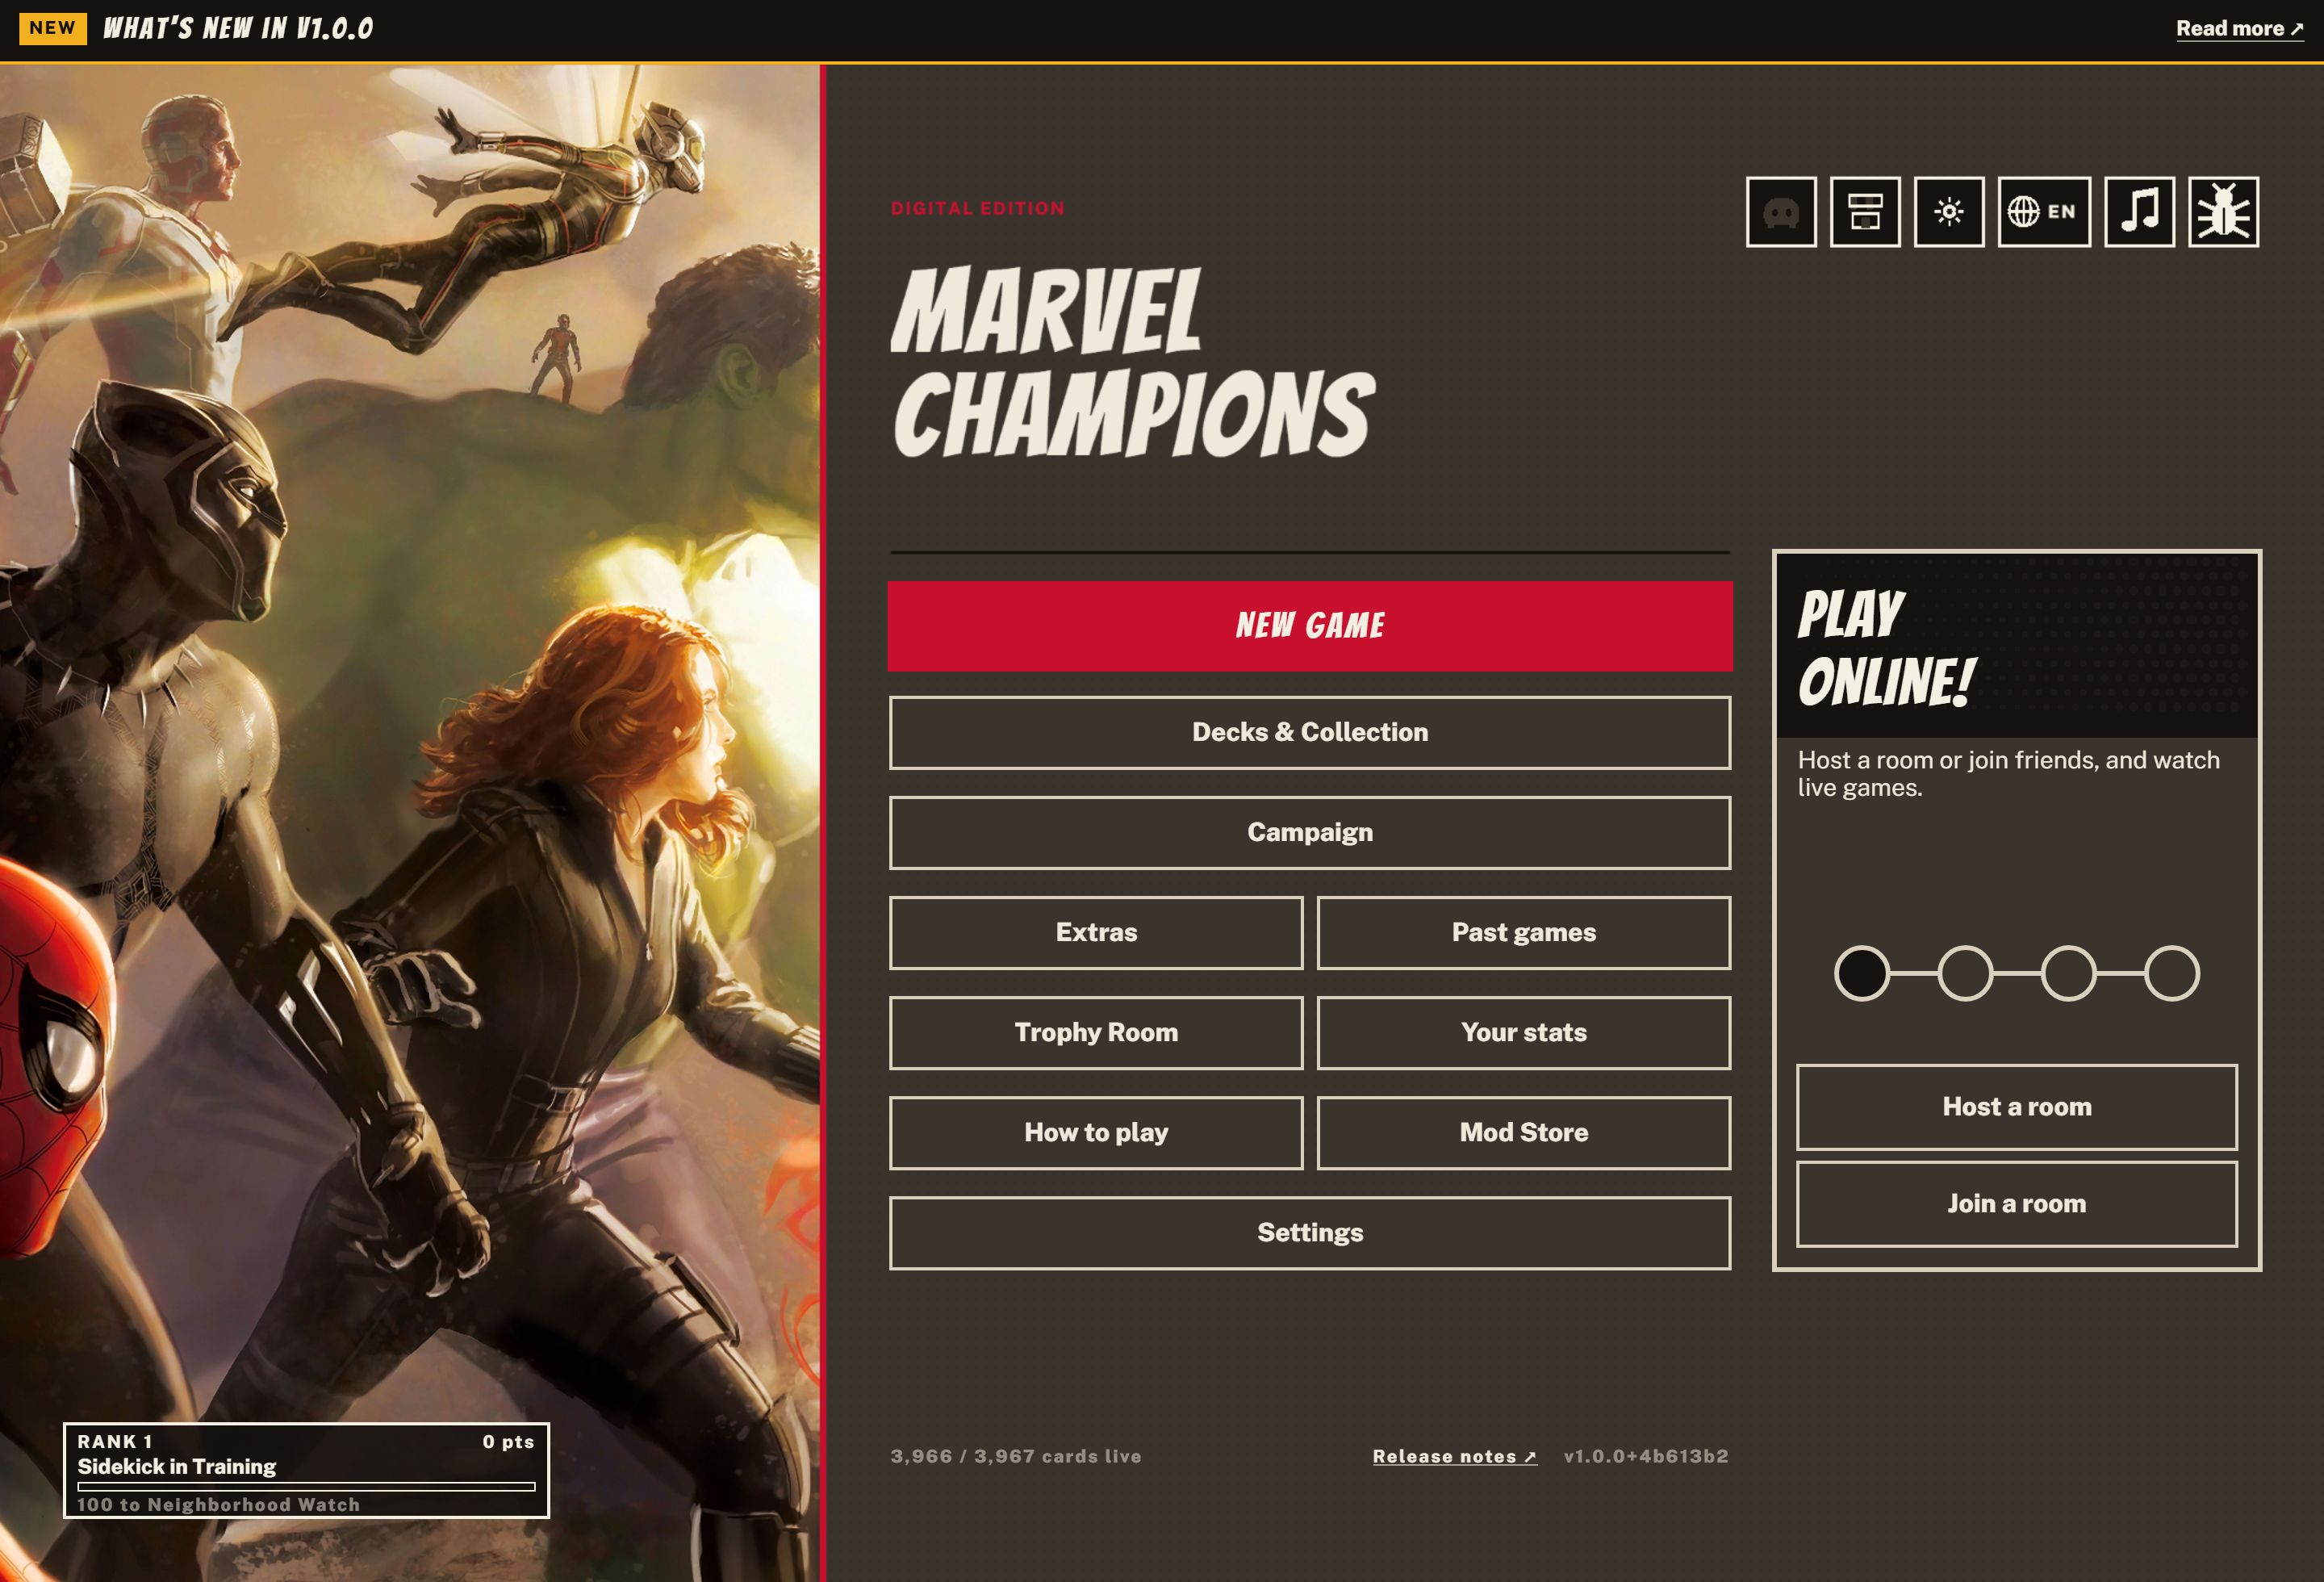 NEW WHAT'S NEW IN V1.0.0
Read more ↗
DIGITAL EDITION
EN
MARVEL
CHAMPIONS
NEW GAME
Decks & Collection
Campaign
Extras
Past games
Trophy Room
Your stats
How to play
Mod Store
Settings
PLAY
ONLINE!
Host a room or join friends, and watch
live games.
Host a room
Join a room
RANK 1 0 pts
Sidekick in Training
100 to Neighborhood Watch
3,966 / 3,967 cards live
Release notes ↗ v1.0.0+4b613b2